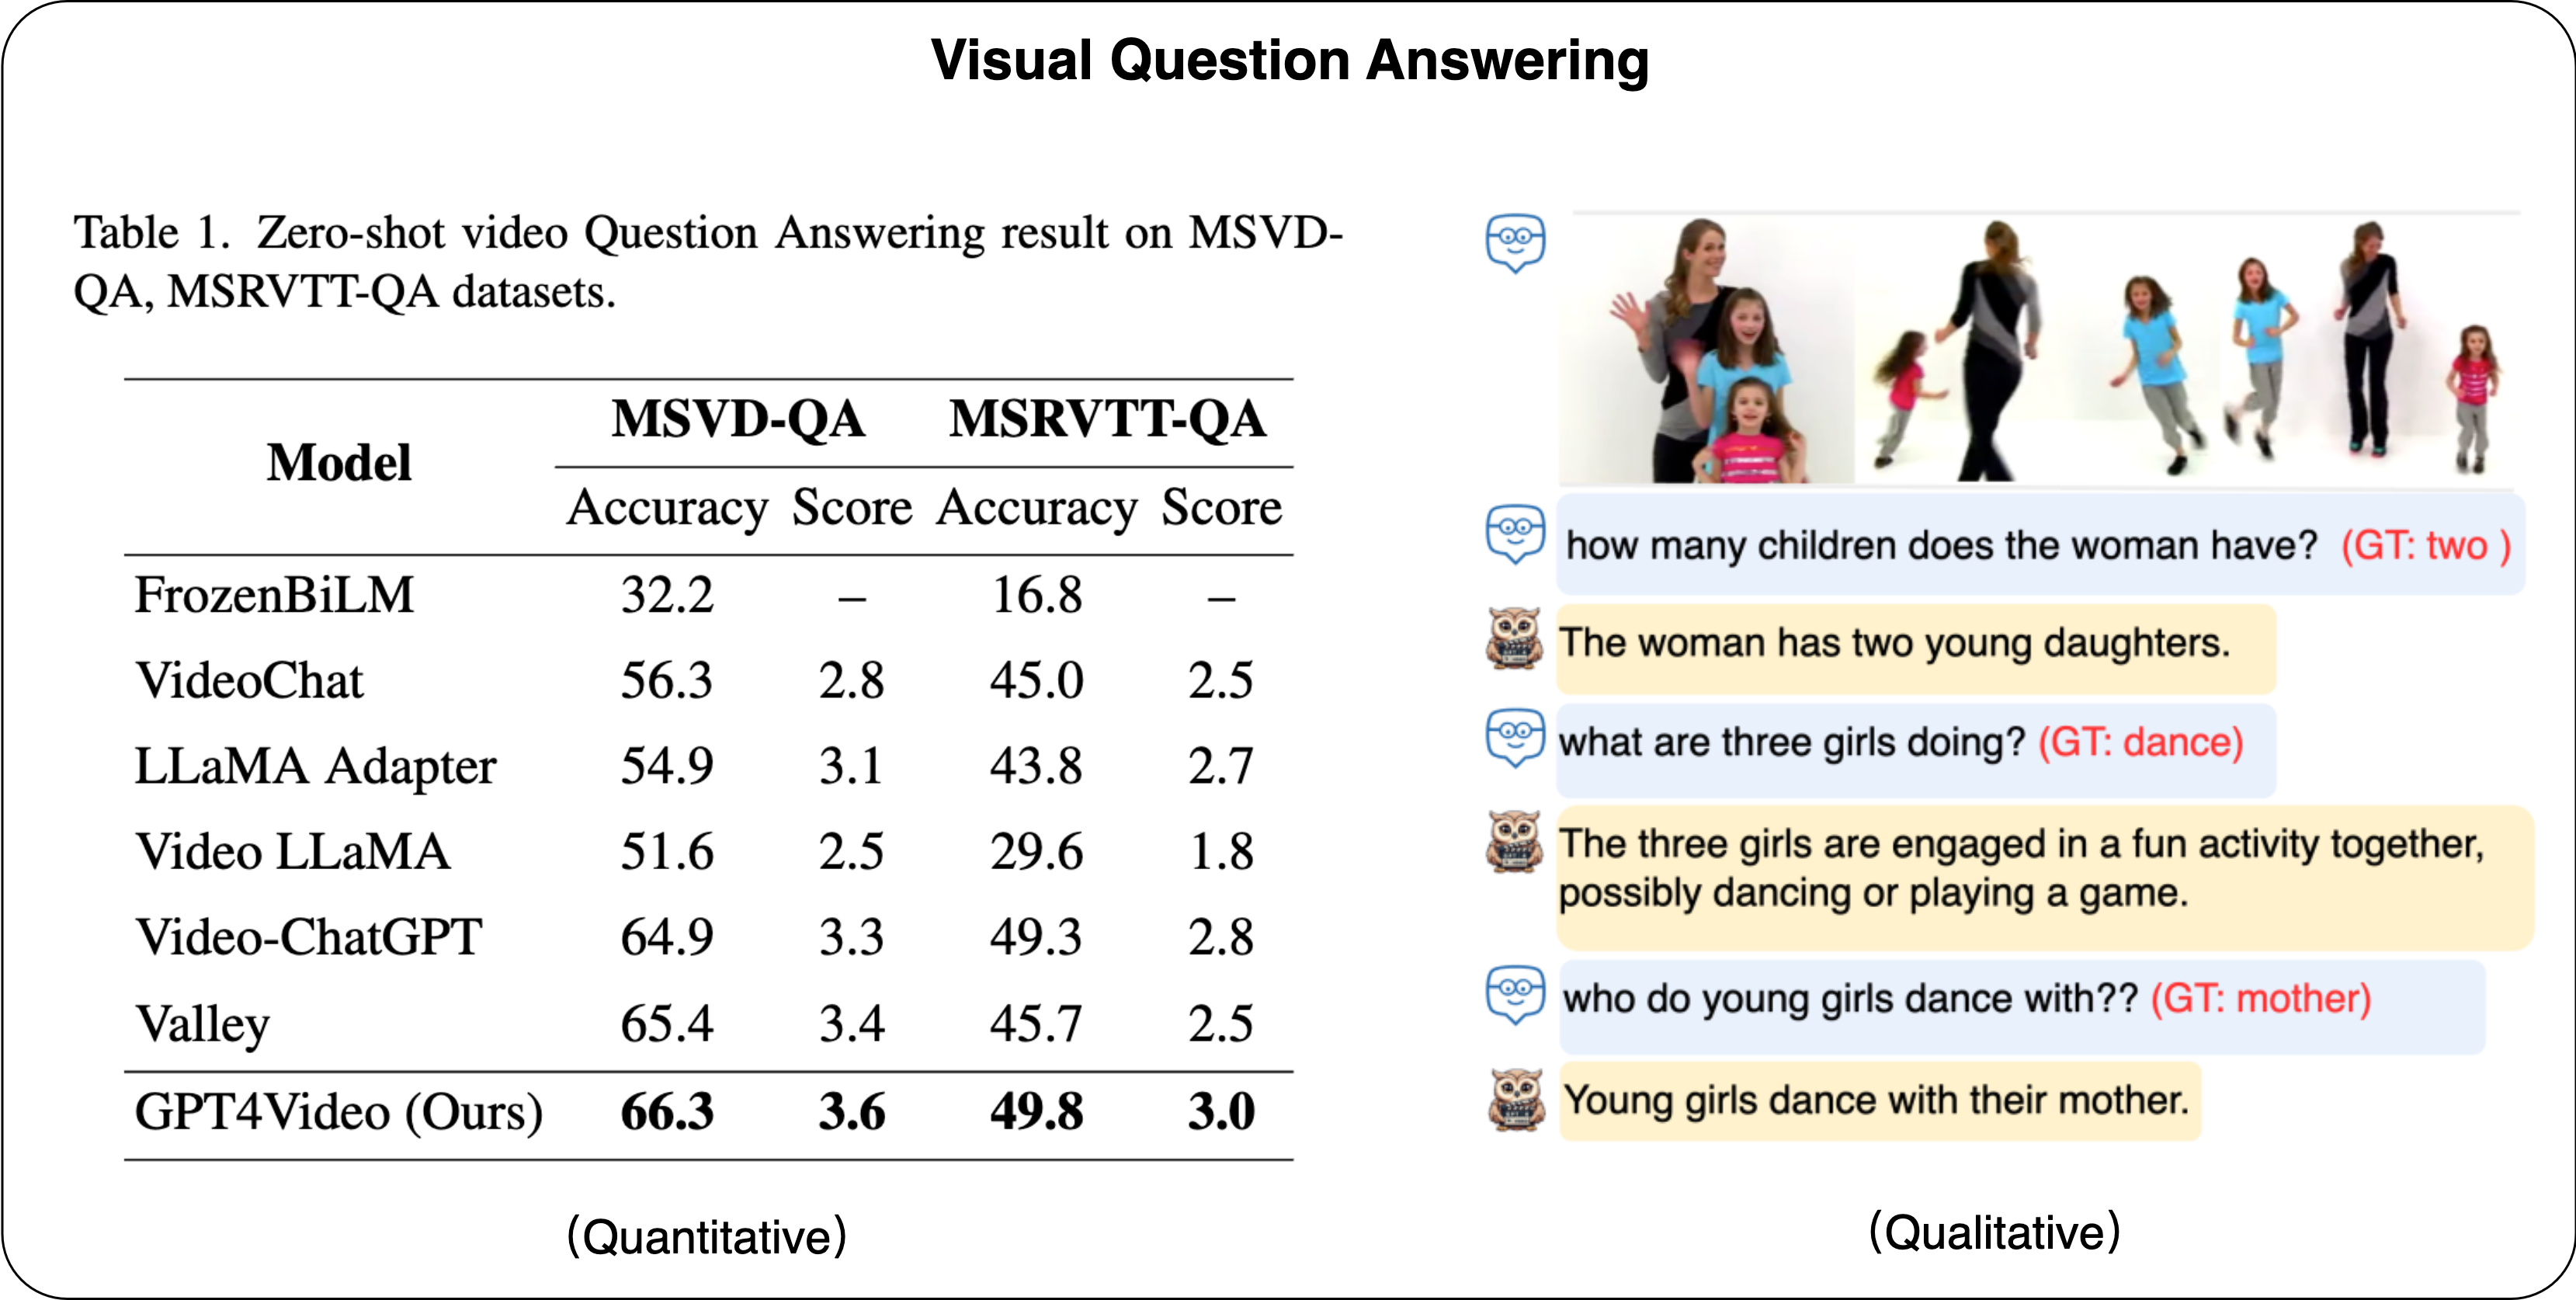 Visual Question Answering
Table 1. Zero-shot video Question Answering result on MSVD-
QA, MSRVTT-QA datasets.
Model MSVD-QA MSRVTT-QA
Accuracy Score Accuracy Score
FrozenBiLM 32.2 – 16.8 –
VideoChat 56.3 2.8 45.0 2.5
LLaMA Adapter 54.9 3.1 43.8 2.7
Video LLaMA 51.6 2.5 29.6 1.8
Video-ChatGPT 64.9 3.3 49.3 2.8
Valley 65.4 3.4 45.7 2.5
GPT4Video (Ours) 66.3 3.6 49.8 3.0
(Quantitative)
how many children does the woman have? (GT: two )
The woman has two young daughters.
what are three girls doing? (GT: dance)
The three girls are engaged in a fun activity together,
possibly dancing or playing a game.
who do young girls dance with?? (GT: mother)
Young girls dance with their mother.
(Qualitative)